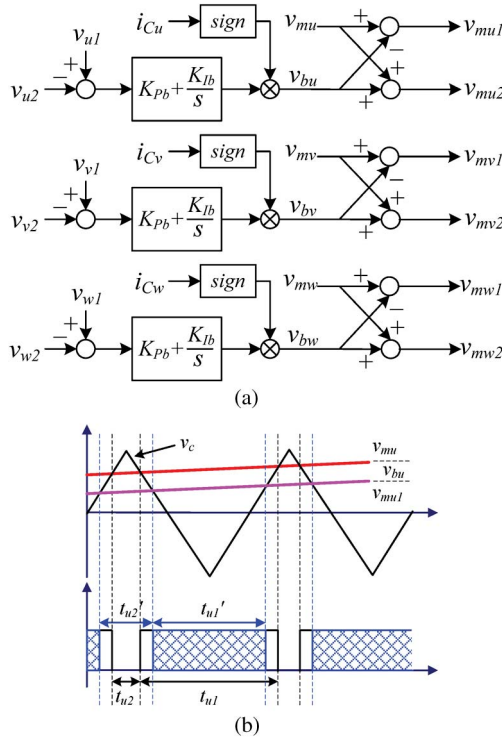 i_Cu sign v_mu + v_mu1
v_u1
v_u2 − + K_Pb + K_Ib/s ⊗ v_bu − + + v_mu2
i_Cv sign v_mv + v_mv1
v_v1
v_v2 − + K_Pb + K_Ib/s ⊗ v_bv − + + v_mv2
i_Cw sign v_mw + v_mw1
v_w1
v_w2 − + K_Pb + K_Ib/s ⊗ v_bw − + + v_mw2
(a)
v_c
v_mu
v_bu
v_mu1
t_u2' t_u1'
t_u2 t_u1
(b)